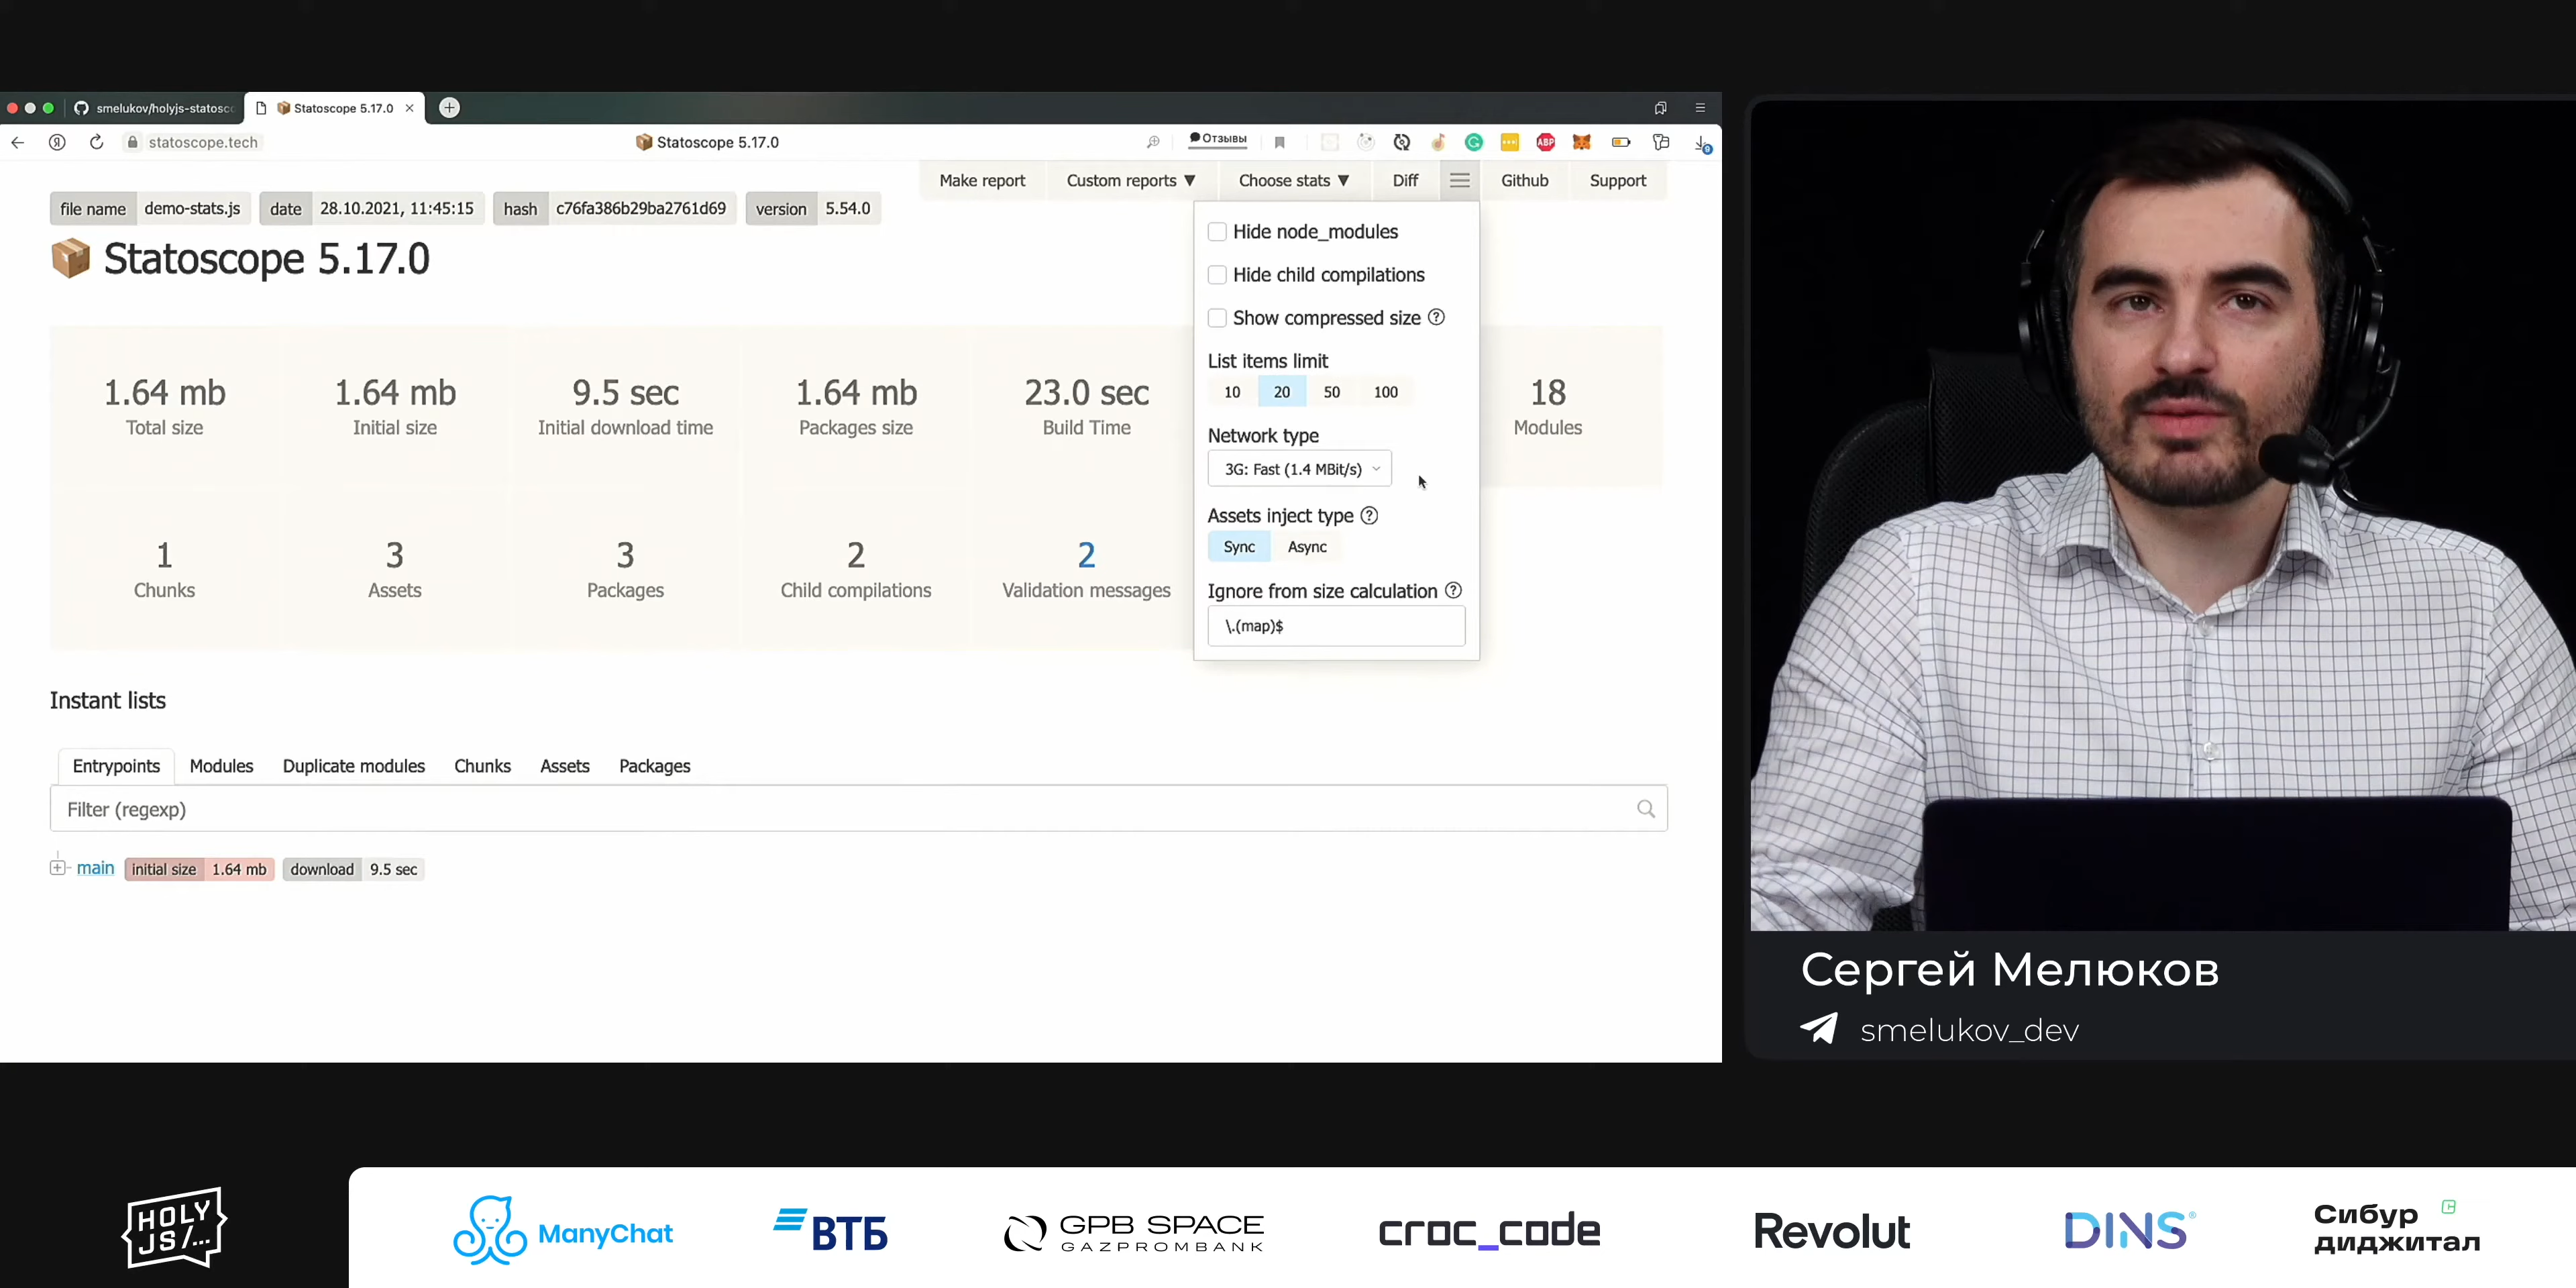 smelukov/holyjs-statosco
📦 Statoscope 5.17.0
statoscope.tech
📦 Statoscope 5.17.0
Отзывы
ABP
Make report
Custom reports ▼
Choose stats ▼
Diff
Github
Support
file name demo-stats.js
date 28.10.2021, 11:45:15
hash c76fa386b29ba2761d69
version 5.54.0
📦 Statoscope 5.17.0
1.64 mb
Total size
1.64 mb
Initial size
9.5 sec
Initial download time
1.64 mb
Packages size
23.0 sec
Build Time
18
Modules
1
Chunks
3
Assets
3
Packages
2
Child compilations
2
Validation messages
Hide node_modules
Hide child compilations
Show compressed size ?
List items limit
10 20 50 100
Network type
3G: Fast (1.4 MBit/s)
Assets inject type ?
Sync Async
Ignore from size calculation ?
\.(map)$
Instant lists
Entrypoints Modules Duplicate modules Chunks Assets Packages
Filter (regexp)
main initial size 1.64 mb download 9.5 sec
Сергей Мелюков
smelukov_dev
HOLY
JS/...
ManyChat
ВТБ
GPB SPACE
GAZPROMBANK
croc_code
Revolut
DINS®
Сибур
диджитал